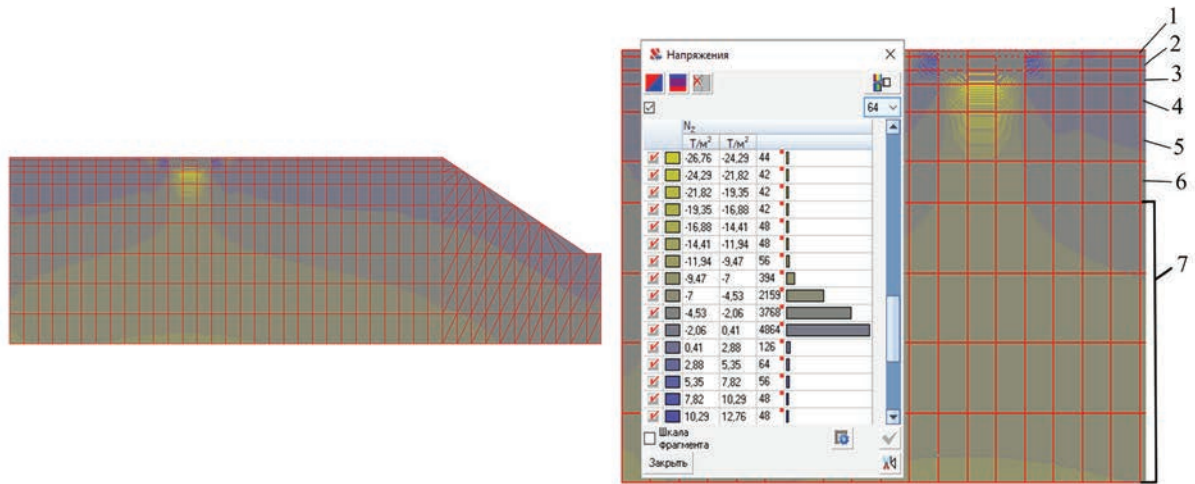 Напряжения
64
N_Z
Т/м² Т/м²
-26,76 -24,29 44
-24,29 -21,82 42
-21,82 -19,35 42
-19,35 -16,88 42
-16,88 -14,41 48
-14,41 -11,94 48
-11,94 -9,47 56
-9,47 -7 394
-7 -4,53 2159
-4,53 -2,06 3768
-2,06 0,41 4864
0,41 2,88 126
2,88 5,35 64
5,35 7,82 56
7,82 10,29 48
10,29 12,76 48
Шкала
фрагмента
Закрыть
1
2
3
4
5
6
7